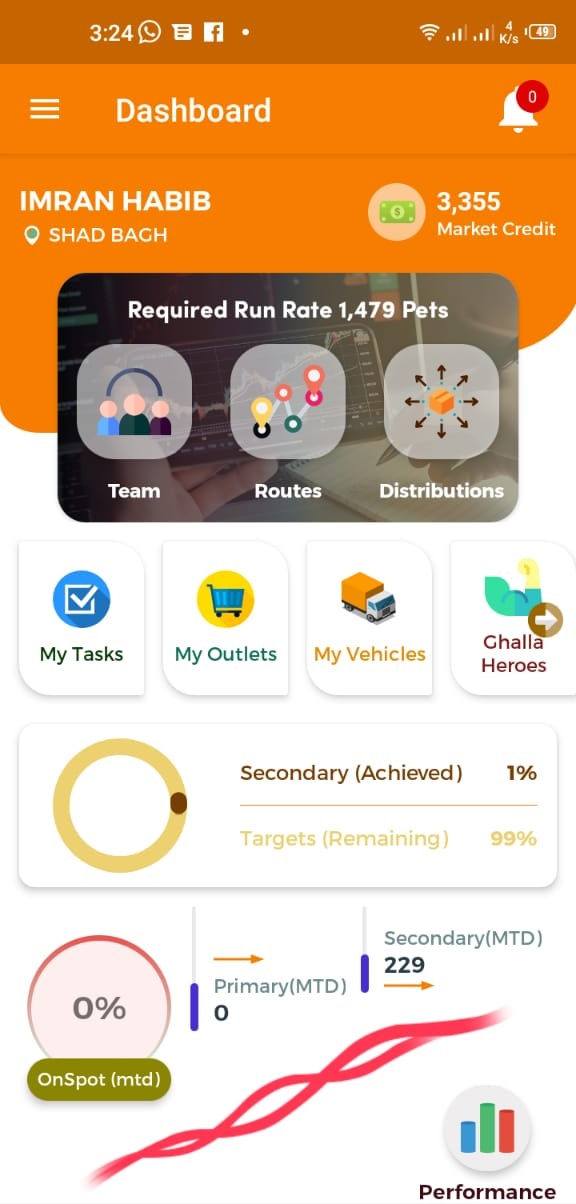 3:24
4
K/s
49
Dashboard
0
IMRAN HABIB
SHAD BAGH
3,355
Market Credit
Required Run Rate 1,479 Pets
Team
Routes
Distributions
My Tasks
My Outlets
My Vehicles
Ghalla
Heroes
Secondary (Achieved) 1%
Targets (Remaining) 99%
0%
OnSpot (mtd)
Primary(MTD)
0
Secondary(MTD)
229
Performance